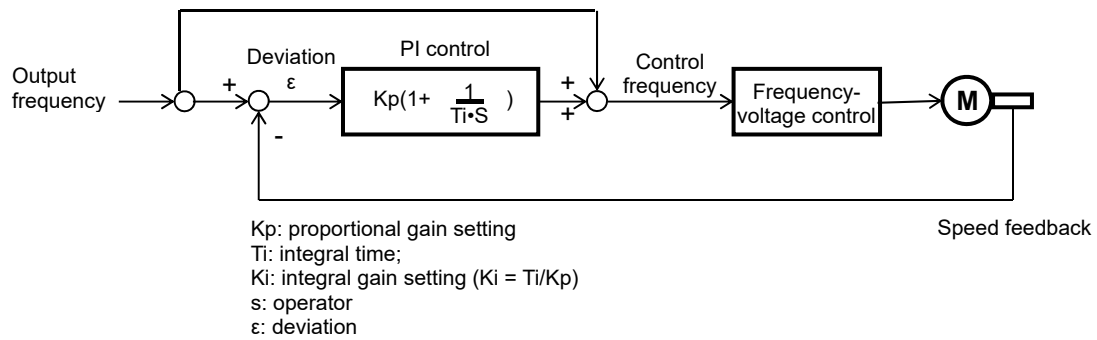 PI control
Deviation
ε
Output
frequency
+
-
Kp(1+ 1/Ti•S )
+
+
Control
frequency
Frequency-
voltage control
M
Speed feedback
Kp: proportional gain setting
Ti: integral time;
Ki: integral gain setting (Ki = Ti/Kp)
s: operator
ε: deviation